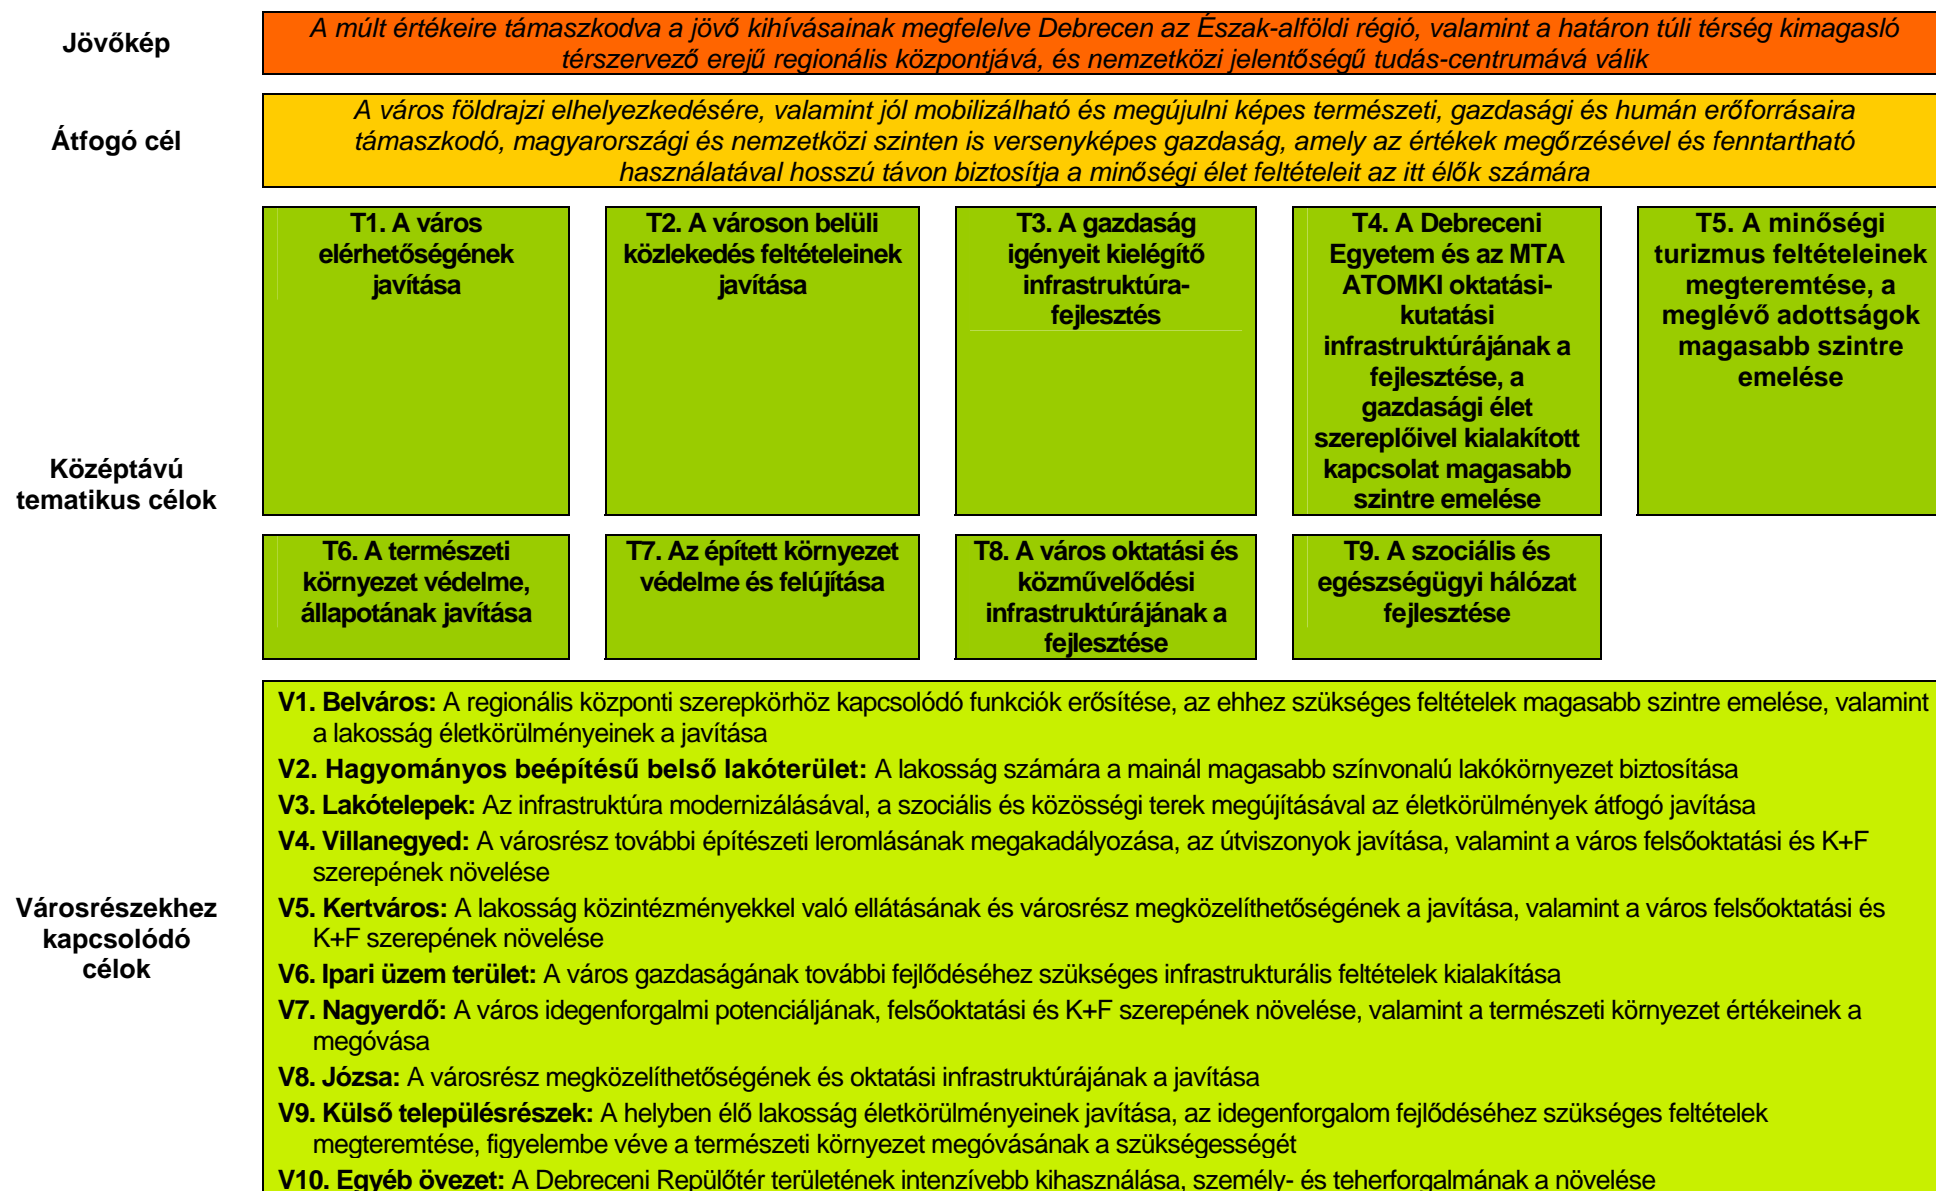 Jövőkép
A múlt értékeire támaszkodva a jövő kihívásainak megfelelve Debrecen az Észak-alföldi régió, valamint a határon túli térség kimagasló
térszervező erejű regionális központjává, és nemzetközi jelentőségű tudás-centrumává válik
Átfogó cél
A város földrajzi elhelyezkedésére, valamint jól mobilizálható és megújulni képes természeti, gazdasági és humán erőforrásaira
támaszkodó, magyarországi és nemzetközi szinten is versenyképes gazdaság, amely az értékek megőrzésével és fenntartható
használatával hosszú távon biztosítja a minőségi élet feltételeit az itt élők számára
Középtávú
tematikus célok
T1. A város
elérhetőségének
javítása
T2. A városon belüli
közlekedés feltételeinek
javítása
T3. A gazdaság
igényeit kielégítő
infrastruktúra-
fejlesztés
T4. A Debreceni
Egyetem és az MTA
ATOMKI oktatási-
kutatási
infrastruktúrájának a
fejlesztése, a
gazdasági élet
szereplőivel kialakított
kapcsolat magasabb
szintre emelése
T5. A minőségi
turizmus feltételeinek
megteremtése, a
meglévő adottságok
magasabb szintre
emelése
T6. A természeti
környezet védelme,
állapotának javítása
T7. Az épített környezet
védelme és felújítása
T8. A város oktatási és
közművelődési
infrastruktúrájának a
fejlesztése
T9. A szociális és
egészségügyi hálózat
fejlesztése
Városrészekhez
kapcsolódó
célok
V1. Belváros: A regionális központi szerepkörhöz kapcsolódó funkciók erősítése, az ehhez szükséges feltételek magasabb szintre emelése, valamint
a lakosság életkörülményeinek a javítása
V2. Hagyományos beépítésű belső lakóterület: A lakosság számára a mainál magasabb színvonalú lakókörnyezet biztosítása
V3. Lakótelepek: Az infrastruktúra modernizálásával, a szociális és közösségi terek megújításával az életkörülmények átfogó javítása
V4. Villanegyed: A városrész további építészeti leromlásának megakadályozása, az útviszonyok javítása, valamint a város felsőoktatási és K+F
szerepének növelése
V5. Kertváros: A lakosság közintézményekkel való ellátásának és városrész megközelíthetőségének a javítása, valamint a város felsőoktatási és
K+F szerepének növelése
V6. Ipari üzem terület: A város gazdaságának további fejlődéséhez szükséges infrastrukturális feltételek kialakítása
V7. Nagyerdő: A város idegenforgalmi potenciáljának, felsőoktatási és K+F szerepének növelése, valamint a természeti környezet értékeinek a
megóvása
V8. Józsa: A városrész megközelíthetőségének és oktatási infrastruktúrájának a javítása
V9. Külső településrészek: A helyben élő lakosság életkörülményeinek javítása, az idegenforgalom fejlődéséhez szükséges feltételek
megteremtése, figyelembe véve a természeti környezet megóvásának a szükségességét
V10. Egyéb övezet: A Debreceni Repülőtér területének intenzívebb kihasználása, személy- és teherforgalmának a növelése